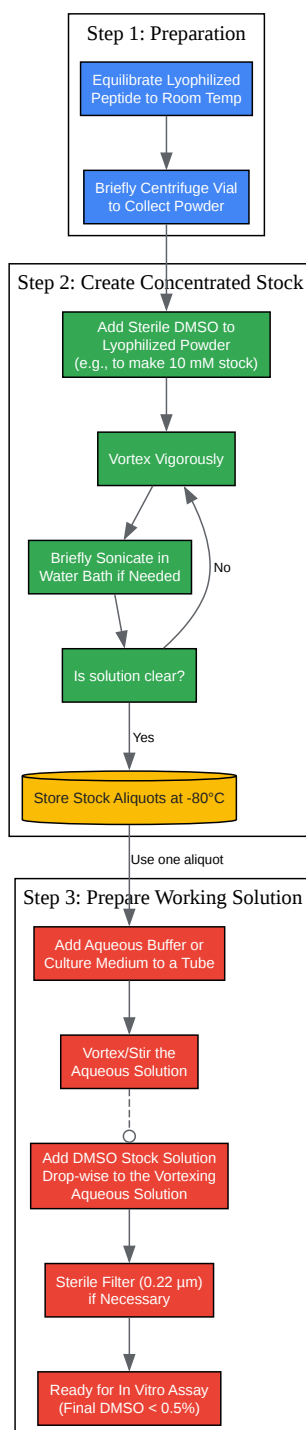 Step 1: Preparation
Equilibrate Lyophilized
Peptide to Room Temp
Briefly Centrifuge Vial
to Collect Powder
Step 2: Create Concentrated Stock
Add Sterile DMSO to
Lyophilized Powder
(e.g., to make 10 mM stock)
Vortex Vigorously
Briefly Sonicate in
Water Bath if Needed
No
Is solution clear?
Yes
Store Stock Aliquots at -80°C
Use one aliquot
Step 3: Prepare Working Solution
Add Aqueous Buffer or
Culture Medium to a Tube
Vortex/Stir the
Aqueous Solution
Add DMSO Stock Solution
Drop-wise to the Vortexing
Aqueous Solution
Sterile Filter (0.22 µm)
if Necessary
Ready for In Vitro Assay
(Final DMSO < 0.5%)